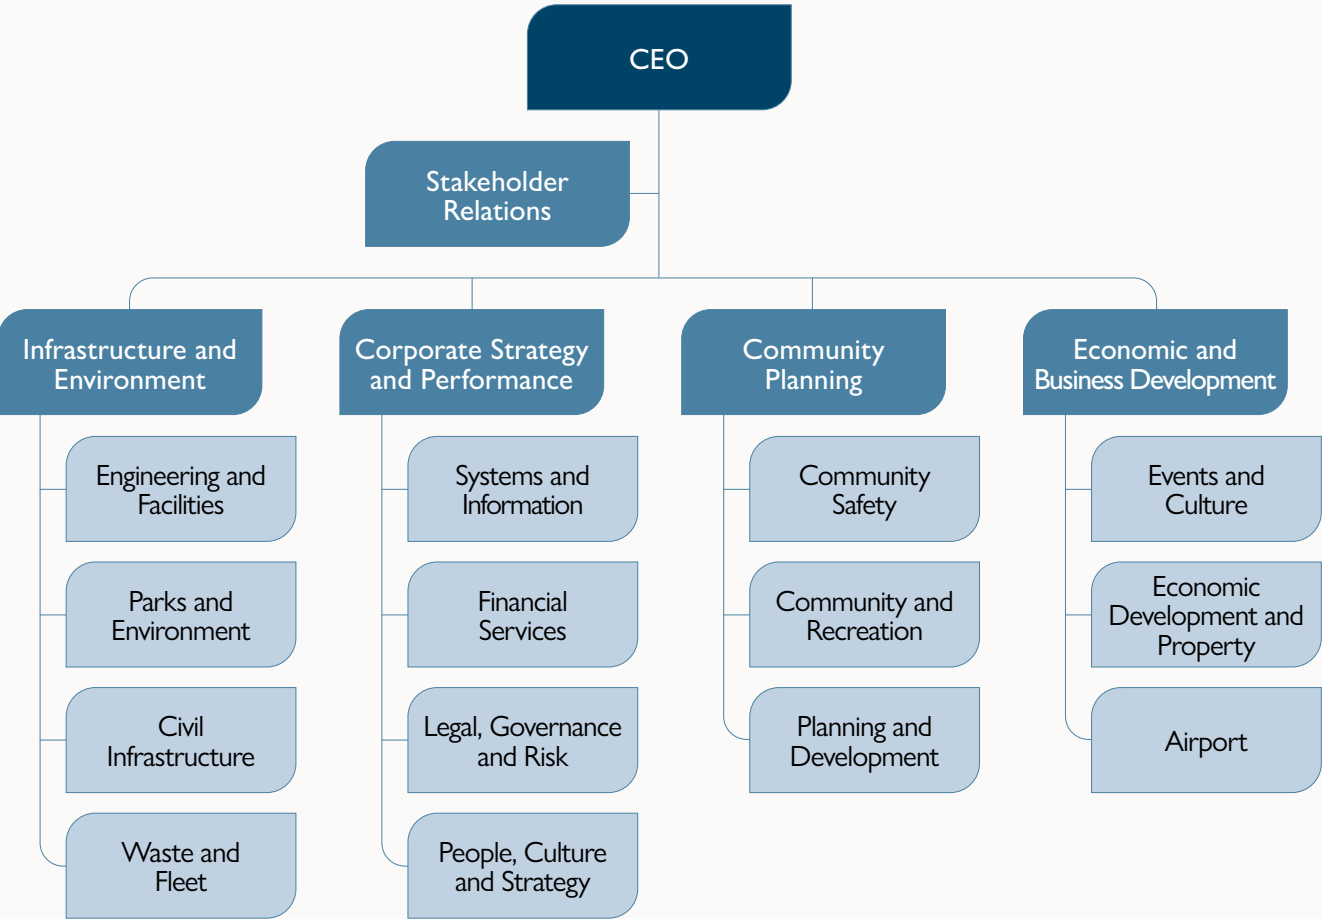 CEO
Stakeholder
Relations
Infrastructure and
Environment
Corporate Strategy
and Performance
Community
Planning
Economic and
Business Development
Engineering and
Facilities
Systems and
Information
Community
Safety
Events and
Culture
Parks and
Environment
Financial
Services
Community and
Recreation
Economic
Development and
Property
Civil
Infrastructure
Legal, Governance
and Risk
Planning and
Development
Airport
Waste and
Fleet
People, Culture
and Strategy